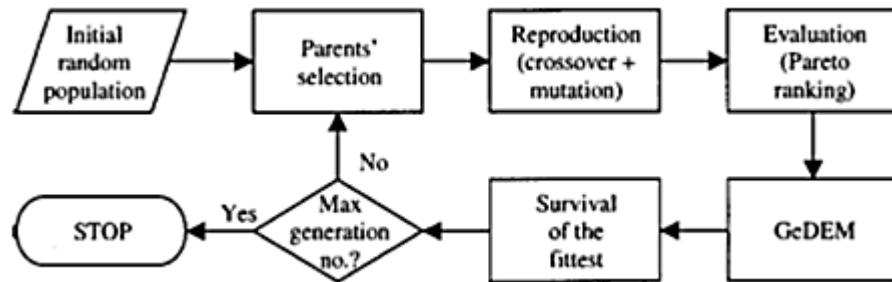 Initial
random
population
Parents'
selection
Reproduction
(crossover +
mutation)
Evaluation
(Pareto
ranking)
GeDEM
Survival
of the
fittest
Max
generation
no.?
No
Yes
STOP